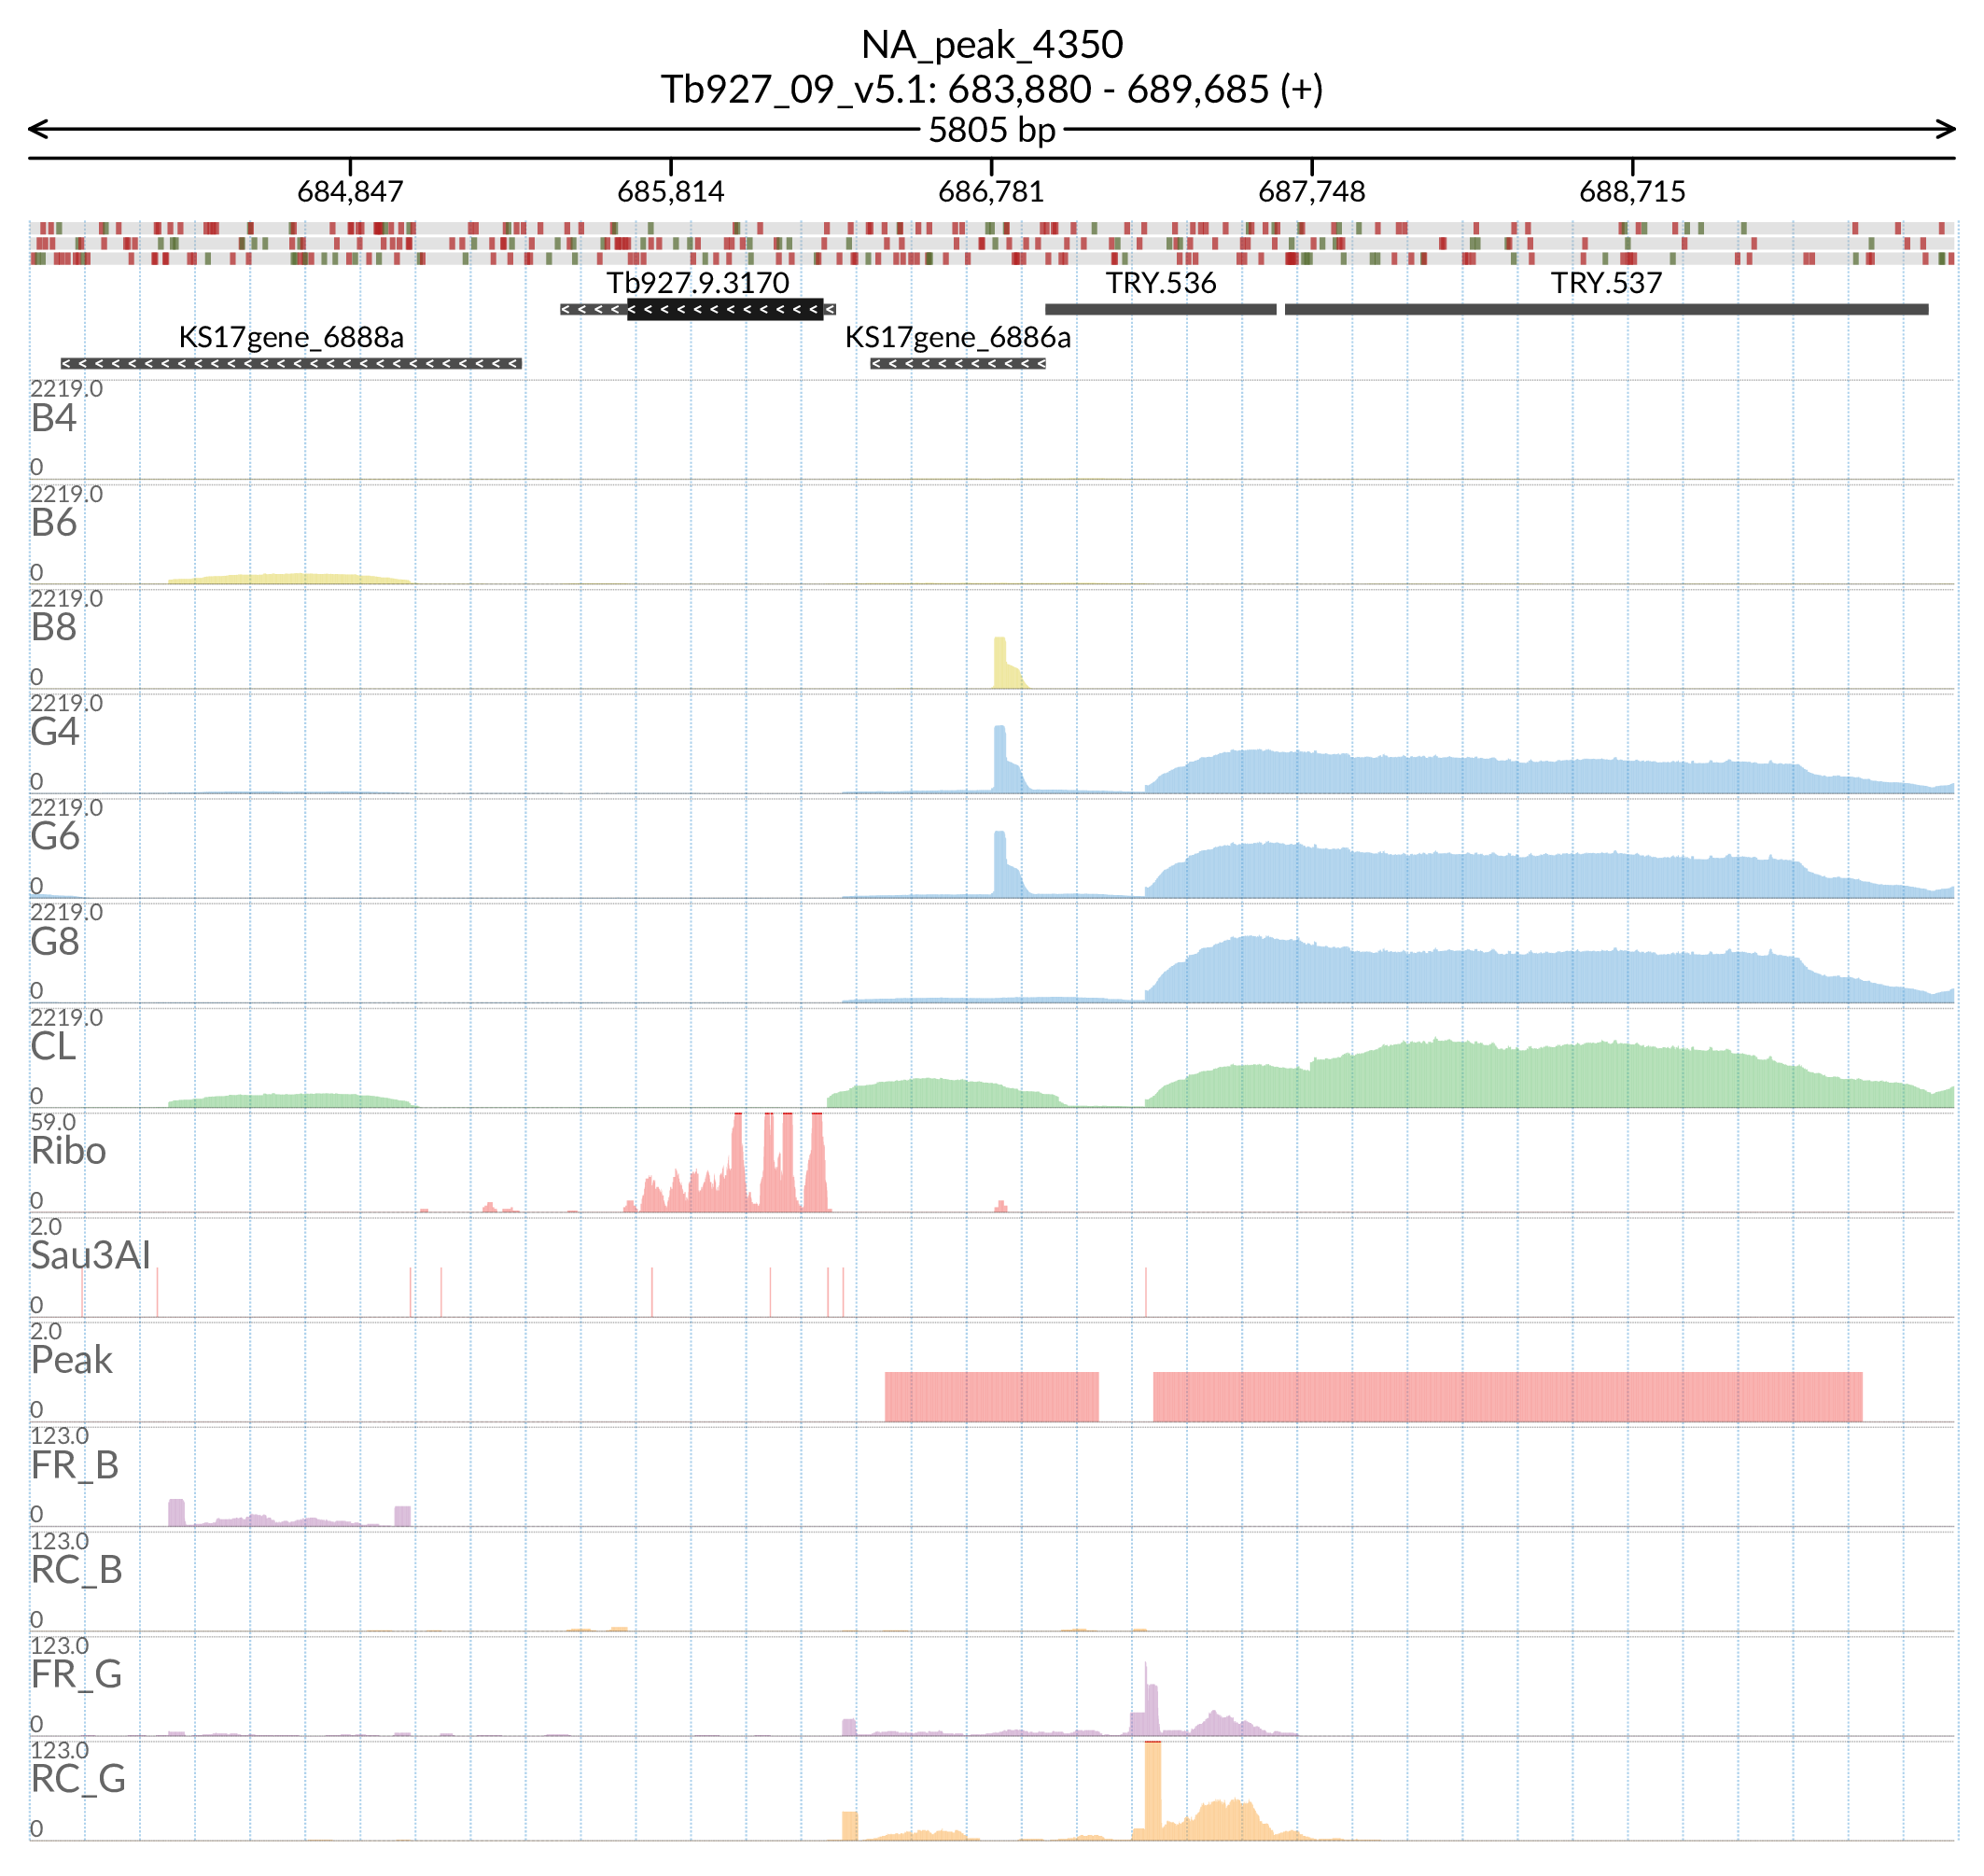 NA_peak_4350
Tb927_09_v5.1: 683,880 - 689,685 (+)
5805 bp
684,847 685,814 686,781 687,748 688,715
Tb927.9.3170 TRY.536 TRY.537
KS17gene_6888a KS17gene_6886a
2219.0
B4
0
2219.0
B6
0
2219.0
B8
0
2219.0
G4
0
2219.0
G6
0
2219.0
G8
0
2219.0
CL
0
59.0
Ribo
0
2.0
Sau3AI
0
2.0
Peak
0
123.0
FR_B
0
123.0
RC_B
0
123.0
FR_G
0
123.0
RC_G
0